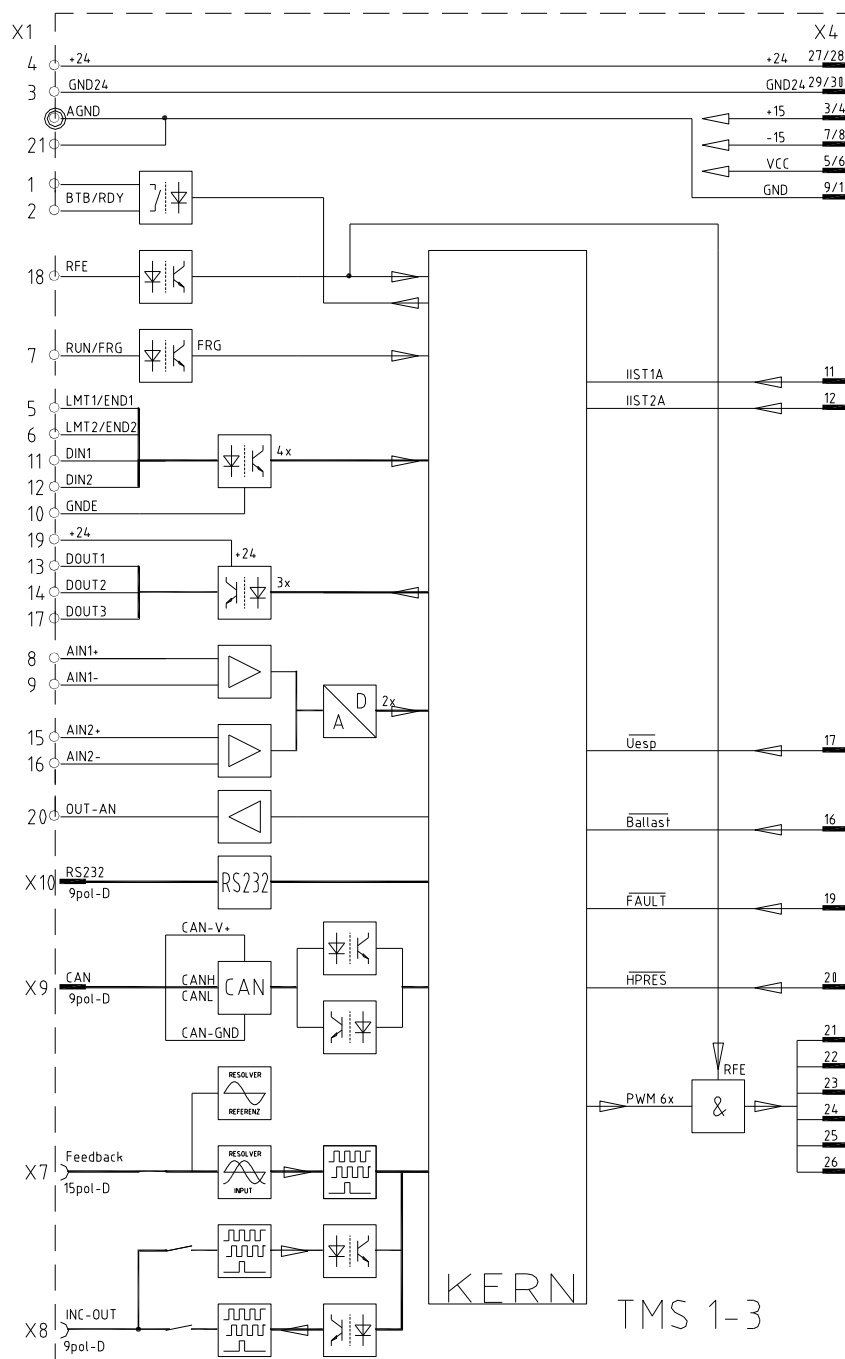 X1 X4
4 +24 +24 27/28
3 GND24 GND24 29/30
AGND +15 3/4
21 -15 7/8
VCC 5/6
GND 9/1
1
BTB/RDY
2
18 RFE
7 RUN/FRG FRG
IIST1A 11
IIST2A 12
5 LMT1/END1
6 LMT2/END2
11 DIN1 4x
12 DIN2
10 GNDE
19 +24
+24
13 DOUT1
14 DOUT2 3x
17 DOUT3
8 AIN1+
9 AIN1-
A D 2x
15 AIN2+
16 AIN2-
Uesp 17
20 OUT-AN
Ballast 16
X10 RS232 RS232
9pol-D
FAULT 19
CAN-V+
X9 CAN CANH CAN
9pol-D CANL
HPRES 20
CAN-GND
21
22
RFE
23
PWM 6x &
24
25
26
RESOLVER
REFERENZ
X7 Feedback
15pol-D
RESOLVER
INPUT
KERN
TMS 1-3
X8 INC-OUT
9pol-D